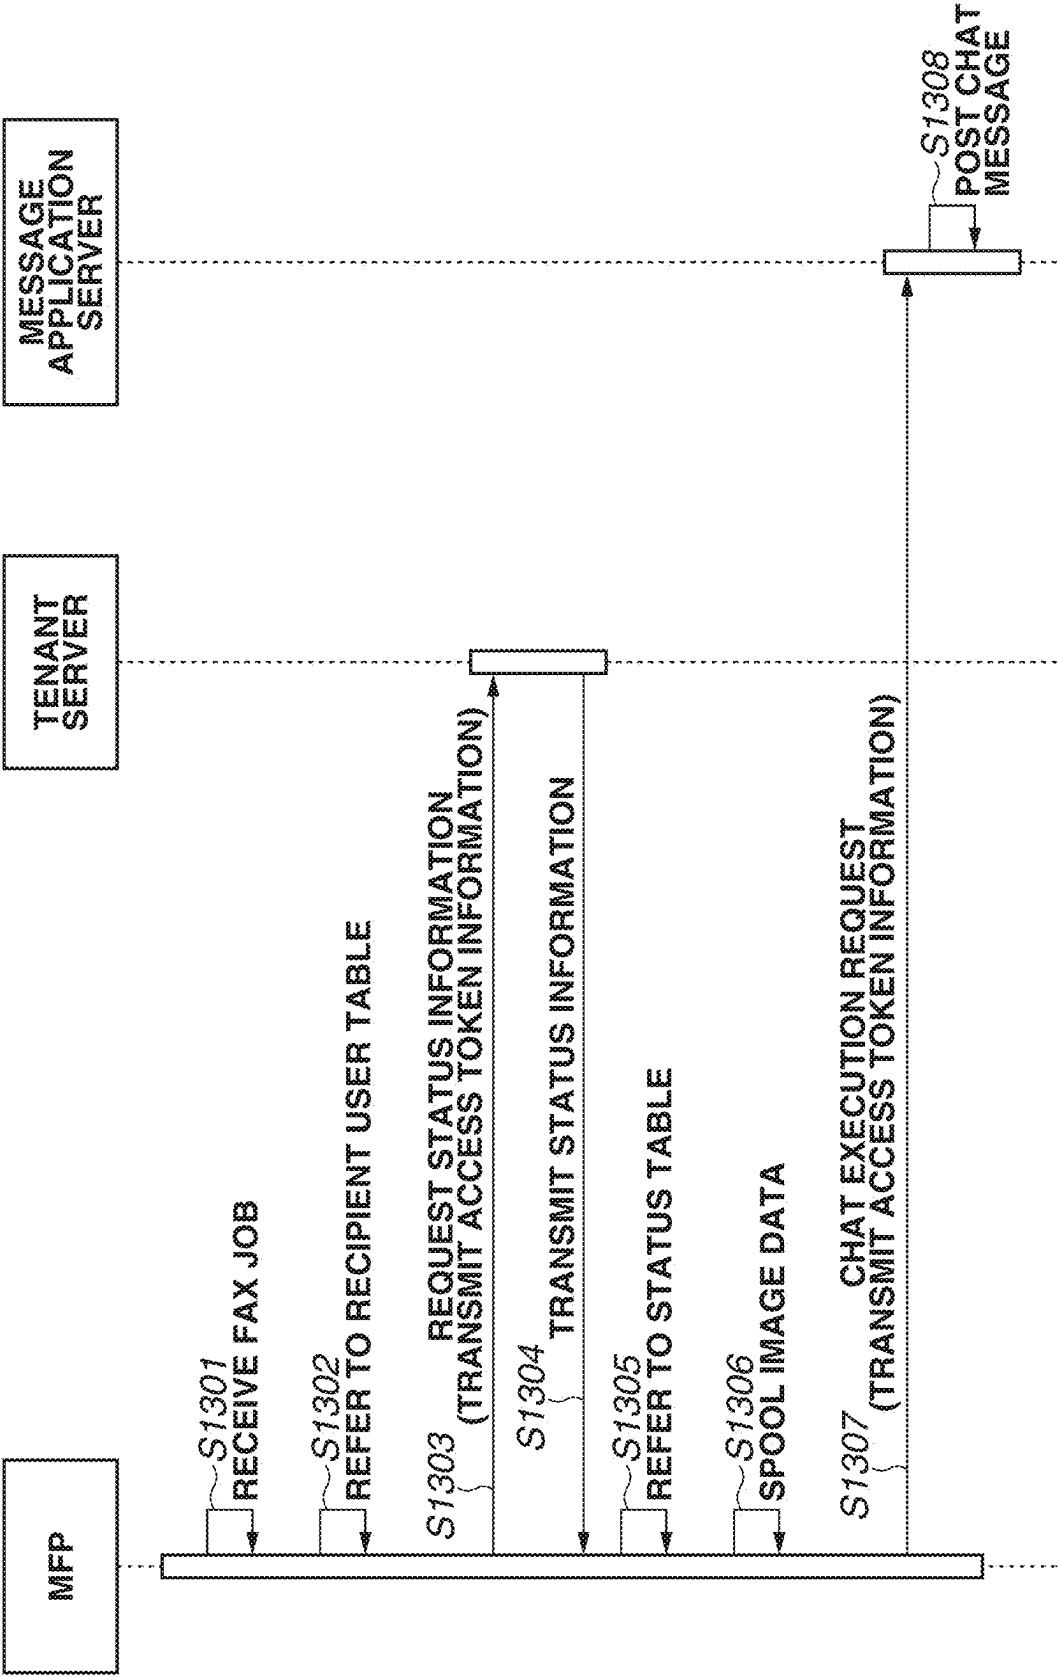 MFP
TENANT
SERVER
MESSAGE
APPLICATION
SERVER
S1301
RECEIVE FAX JOB
S1302
REFER TO RECIPIENT USER TABLE
S1303
REQUEST STATUS INFORMATION
(TRANSMIT ACCESS TOKEN INFORMATION)
S1304
TRANSMIT STATUS INFORMATION
S1305
REFER TO STATUS TABLE
S1306
SPOOL IMAGE DATA
S1307
CHAT EXECUTION REQUEST
(TRANSMIT ACCESS TOKEN INFORMATION)
S1308
POST CHAT
MESSAGE